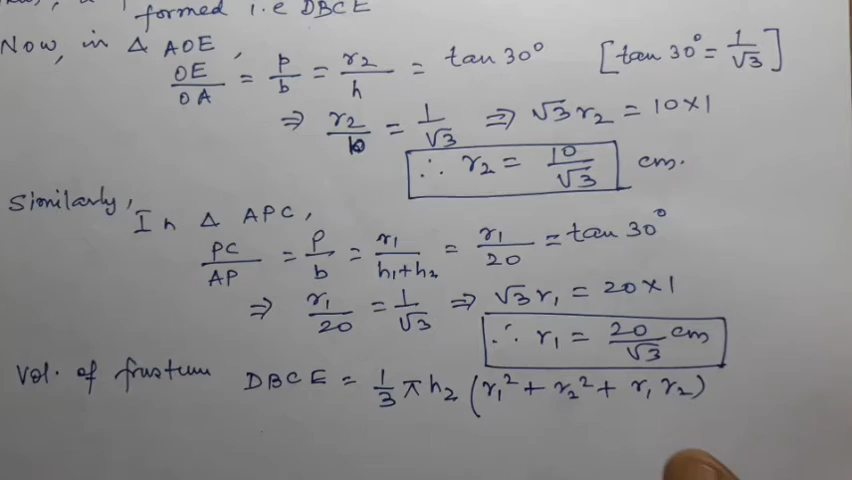 formed i.e DBCE
Now, in Δ AOE,
OE/OA = p/b = r₂/h = tan 30° [tan 30° = 1/√3]
⇒ r₂/10 = 1/√3 ⇒ √3 r₂ = 10×1
∴ r₂ = 10/√3 cm.
Similarly,
In Δ APC,
PC/AP = p/b = r₁/h₁+h₂ = r₁/20 = tan 30°
⇒ r₁/20 = 1/√3 ⇒ √3 r₁ = 20×1
∴ r₁ = 20/√3 cm
Vol. of frustum DBCE = 1/3 π h₂ (r₁² + r₂² + r₁ r₂)